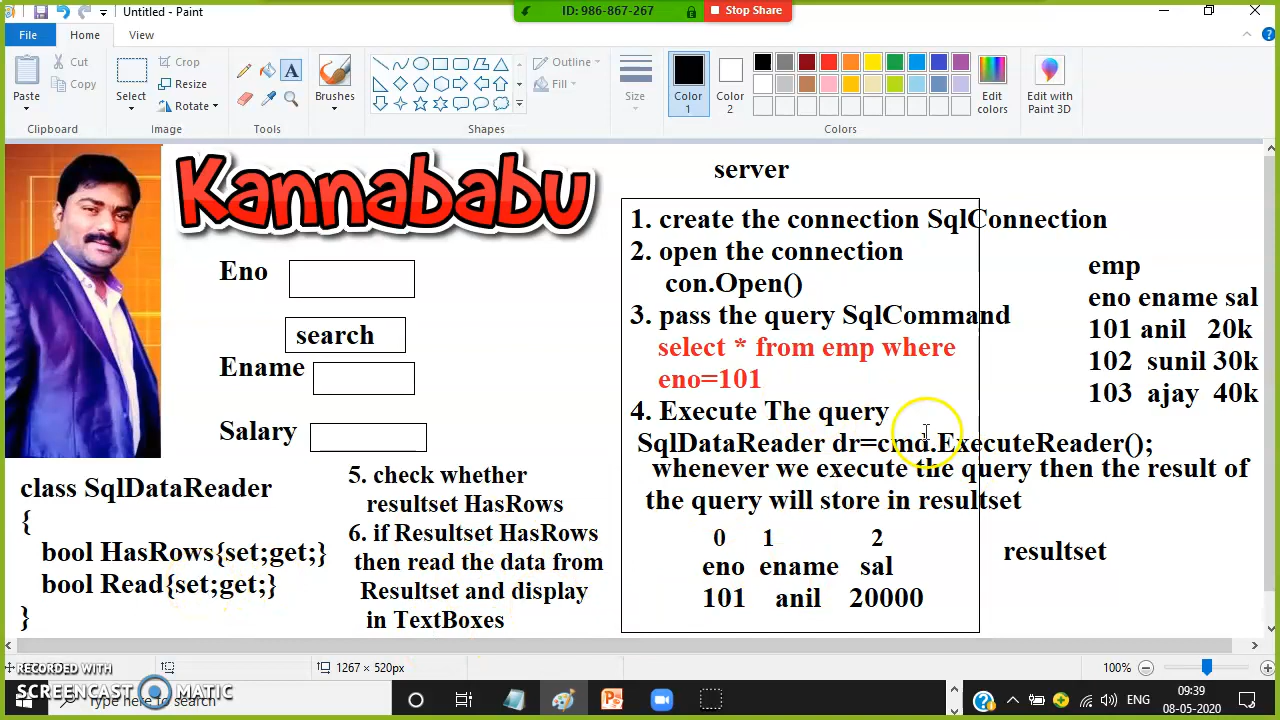 Untitled - Paint
ID: 986-867-267
Stop Share
File
Home
View
Paste
Cut
Copy
Clipboard
Select
Crop
Resize
Rotate
Image
Tools
Brushes
Outline
Fill
Shapes
Size
Color 1
Color 2
Edit colors
Edit with Paint 3D
Colors
Kannababu
Eno
search
Ename
Salary
class SqlDataReader
{
bool HasRows{set;get;}
bool Read{set;get;}
}
5. check whether
resultset HasRows
6. if Resultset HasRows
then read the data from
Resultset and display
in TextBoxes
server
1. create the connection SqlConnection
2. open the connection
con.Open()
3. pass the query SqlCommand
select * from emp where
eno=101
4. Execute The query
SqlDataReader dr=cmd.ExecuteReader();
whenever we execute the query then the result of
the query will store in resultset
0 1 2
eno ename sal
101 anil 20000
resultset
emp
eno ename sal
101 anil 20k
102 sunil 30k
103 ajay 40k
1267 × 520px
100%
RECORDED WITH
SCREENCAST MATIC
Type here to search
ENG
09:39
08-05-2020